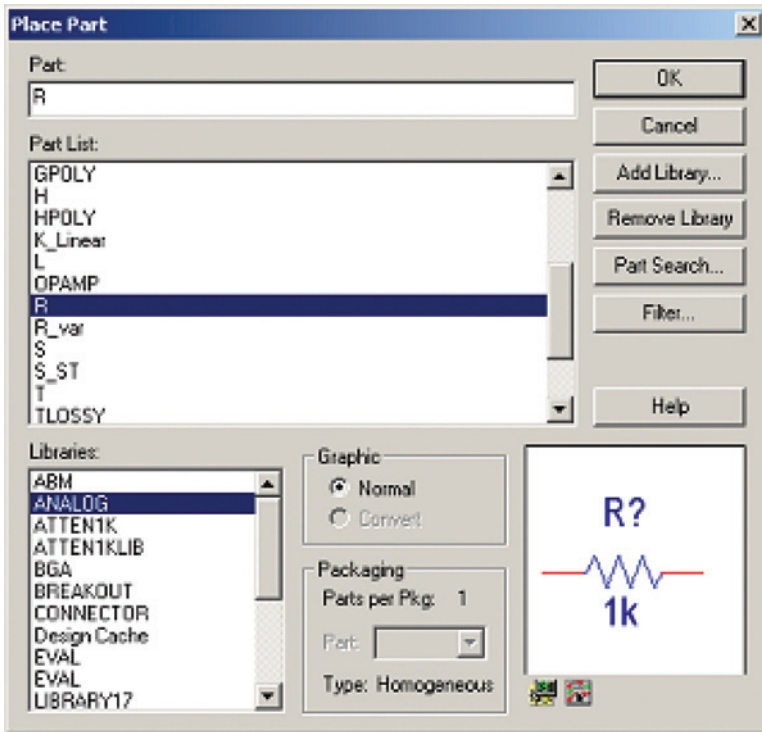 Place Part
Part:
R
OK
Cancel
Part List:
GPOLY
H
HPOLY
K_Linear
L
OPAMP
R
R_var
S
S_ST
T
TLOSSY
Add Library...
Remove Library
Part Search...
Filter...
Help
Libraries:
ABM
ANALOG
ATTEN1K
ATTEN1KLIB
BGA
BREAKOUT
CONNECTOR
Design Cache
EVAL
EVAL
LIBRARY17
Graphic
Normal
Convert
Packaging
Parts per Pkg: 1
Part:
Type: Homogeneous
R?
1k